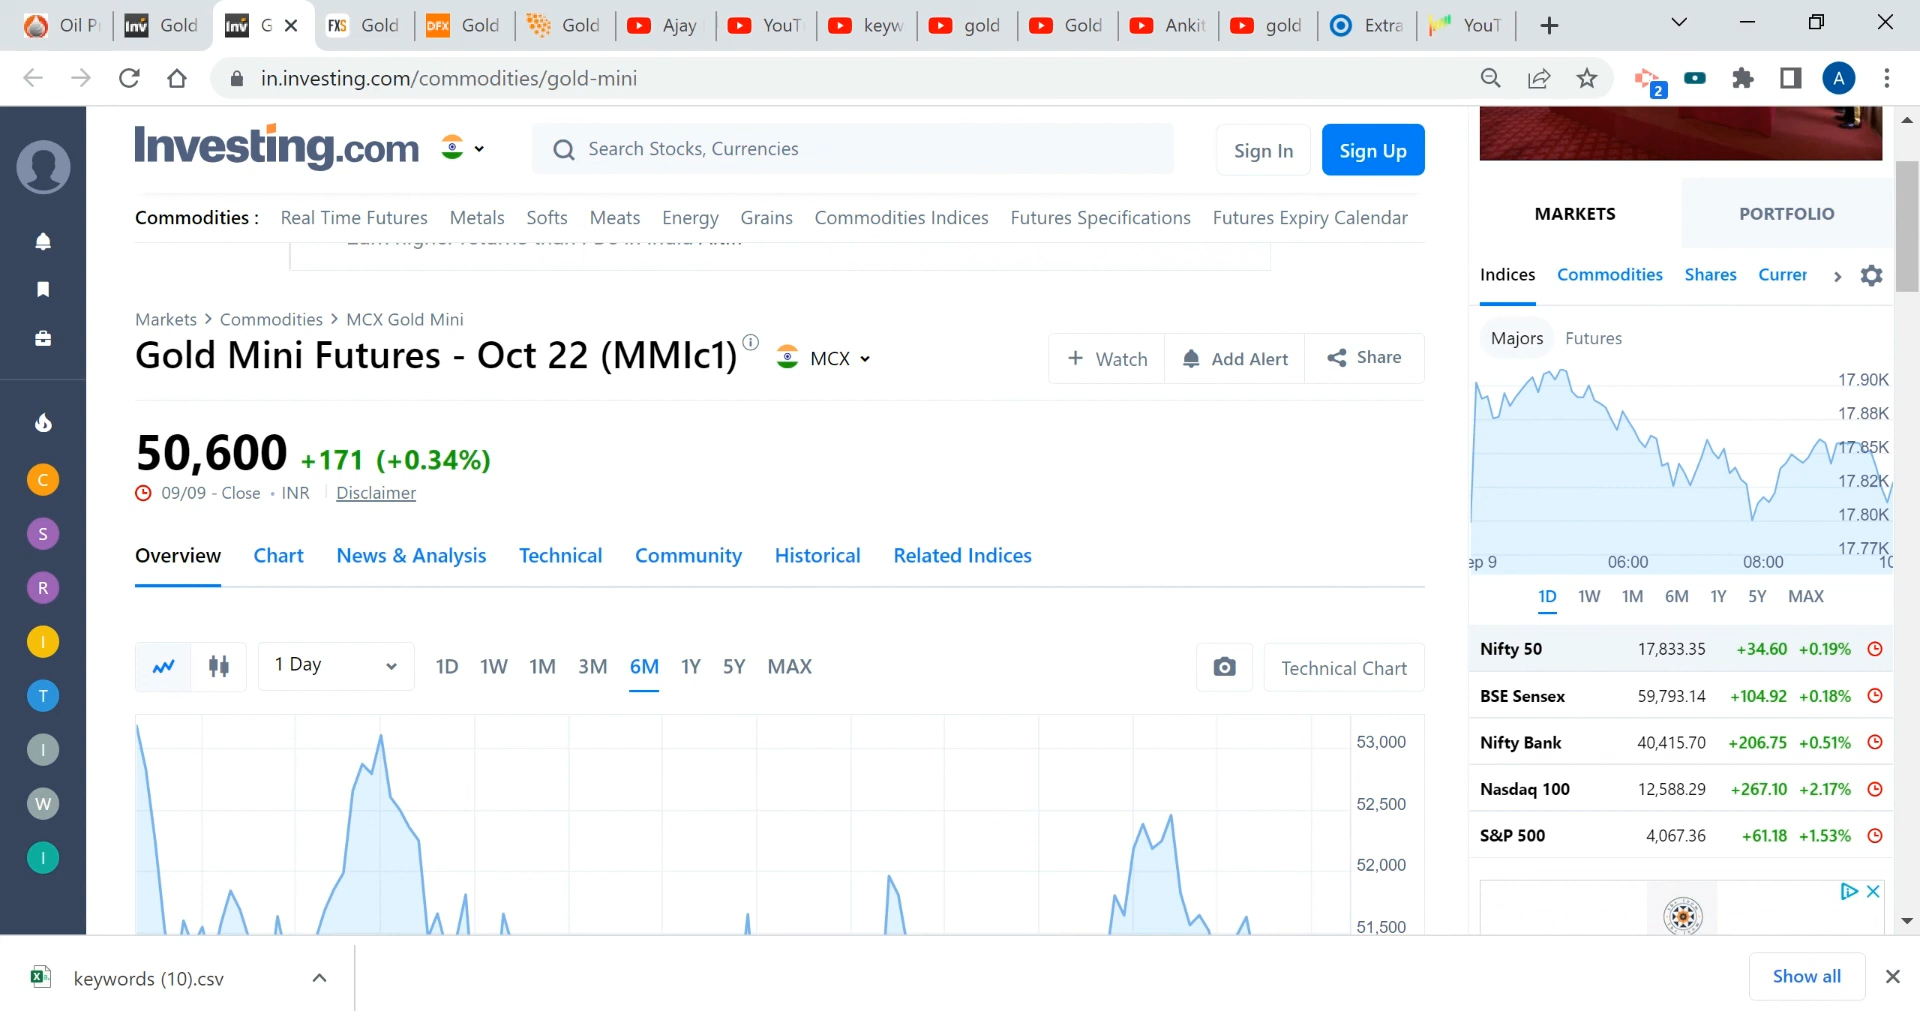 Oil P
Gold
G
Gold
Gold
Gold
Ajay
YouT
keyw
gold
Gold
Ankit
gold
Extra
YouT
in.investing.com/commodities/gold-mini
2
A
Investing.com
Search Stocks, Currencies
Sign In
Sign Up
Commodities :
Real Time Futures
Metals
Softs
Meats
Energy
Grains
Commodities Indices
Futures Specifications
Futures Expiry Calendar
Markets > Commodities > MCX Gold Mini
Gold Mini Futures - Oct 22 (MMIc1)
MCX
+ Watch
Add Alert
Share
50,600 +171 (+0.34%)
09/09 - Close • INR
Disclaimer
Overview
Chart
News & Analysis
Technical
Community
Historical
Related Indices
1 Day
1D
1W
1M
3M
6M
1Y
5Y
MAX
Technical Chart
53,000
52,500
52,000
51,500
MARKETS
PORTFOLIO
Indices
Commodities
Shares
Currer
Majors
Futures
17.90K
17.88K
17.85K
17.82K
17.80K
17.77K
ep 9
06:00
08:00
10
1D
1W
1M
6M
1Y
5Y
MAX
Nifty 50 17,833.35 +34.60 +0.19%
BSE Sensex 59,793.14 +104.92 +0.18%
Nifty Bank 40,415.70 +206.75 +0.51%
Nasdaq 100 12,588.29 +267.10 +2.17%
S&P 500 4,067.36 +61.18 +1.53%
C
S
R
I
T
I
W
I
keywords (10).csv
Show all